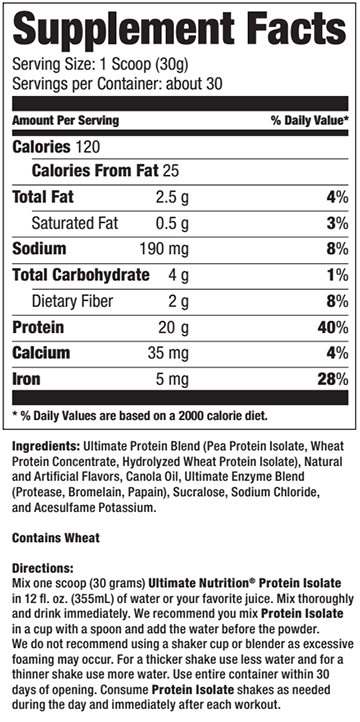 Supplement Facts
Serving Size: 1 Scoop (30g)
Servings per Container: about 30
Amount Per Serving % Daily Value*
Calories 120
Calories From Fat 25
Total Fat 2.5 g 4%
Saturated Fat 0.5 g 3%
Sodium 190 mg 8%
Total Carbohydrate 4 g 1%
Dietary Fiber 2 g 8%
Protein 20 g 40%
Calcium 35 mg 4%
Iron 5 mg 28%
* % Daily Values are based on a 2000 calorie diet.
Ingredients: Ultimate Protein Blend (Pea Protein Isolate, Wheat
Protein Concentrate, Hydrolyzed Wheat Protein Isolate), Natural
and Artificial Flavors, Canola Oil, Ultimate Enzyme Blend
(Protease, Bromelain, Papain), Sucralose, Sodium Chloride,
and Acesulfame Potassium.
Contains Wheat
Directions:
Mix one scoop (30 grams) Ultimate Nutrition® Protein Isolate
in 12 fl. oz. (355mL) of water or your favorite juice. Mix thoroughly
and drink immediately. We recommend you mix Protein Isolate
in a cup with a spoon and add the water before the powder.
We do not recommend using a shaker cup or blender as excessive
foaming may occur. For a thicker shake use less water and for a
thinner shake use more water. Use entire container within 30
days of opening. Consume Protein Isolate shakes as needed
during the day and immediately after each workout.